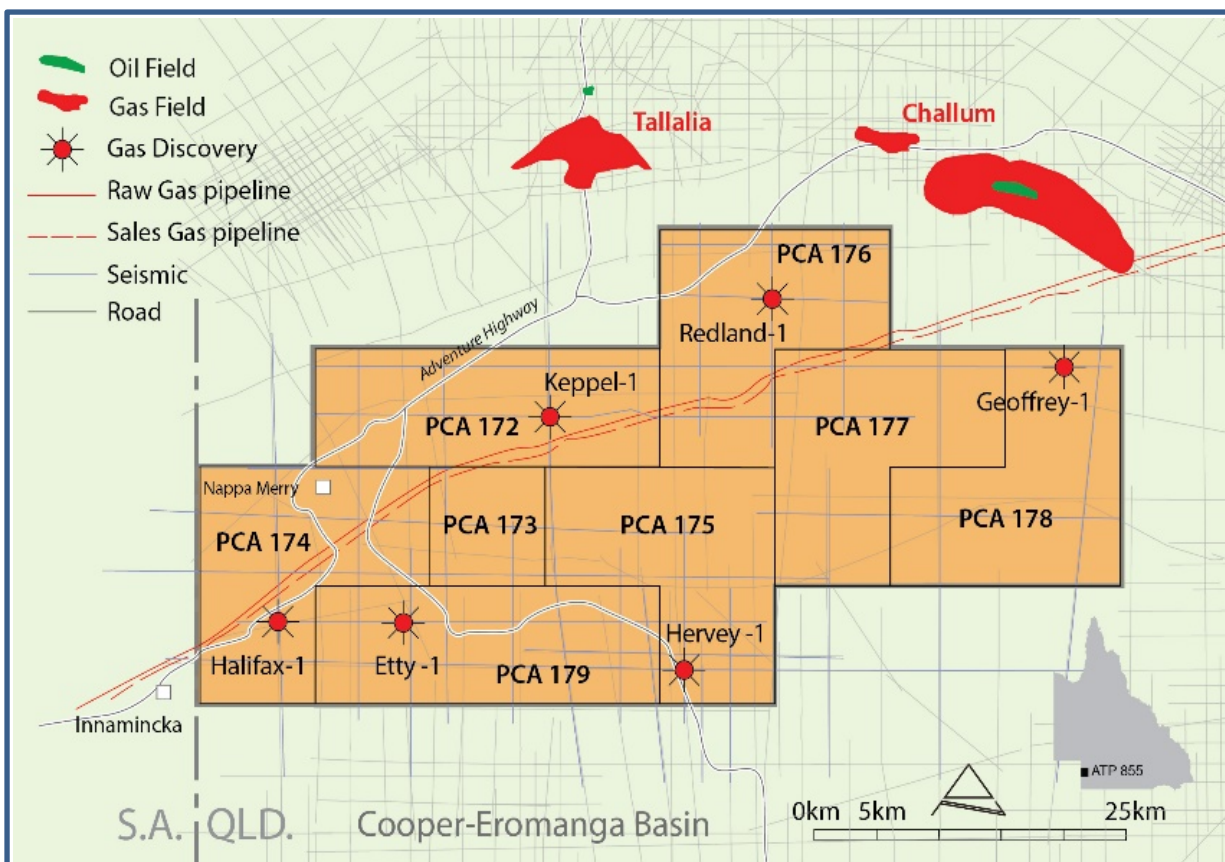 Oil Field
Gas Field
Gas Discovery
Raw Gas pipeline
Sales Gas pipeline
Seismic
Road
Tallalia
Challum
PCA 176
Redland-1
Adventure Highway
Keppel-1
Geoffrey-1
PCA 172
PCA 177
Nappa Merry
PCA 173
PCA 175
PCA 178
PCA 174
Hervey -1
Halifax-1
Etty -1
PCA 179
Innamincka
ATP 855
S.A.
QLD.
Cooper-Eromanga Basin
0km 5km 25km